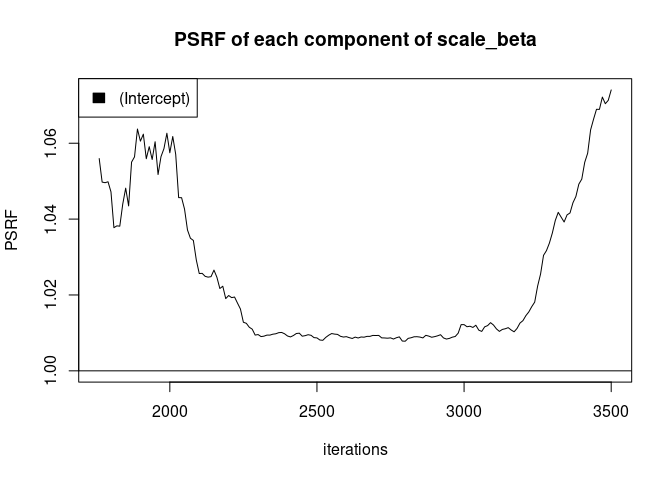 PSRF of each component of scale_beta
(Intercept)
PSRF
1.06
1.04
1.02
1.00
2000 2500 3000 3500
iterations